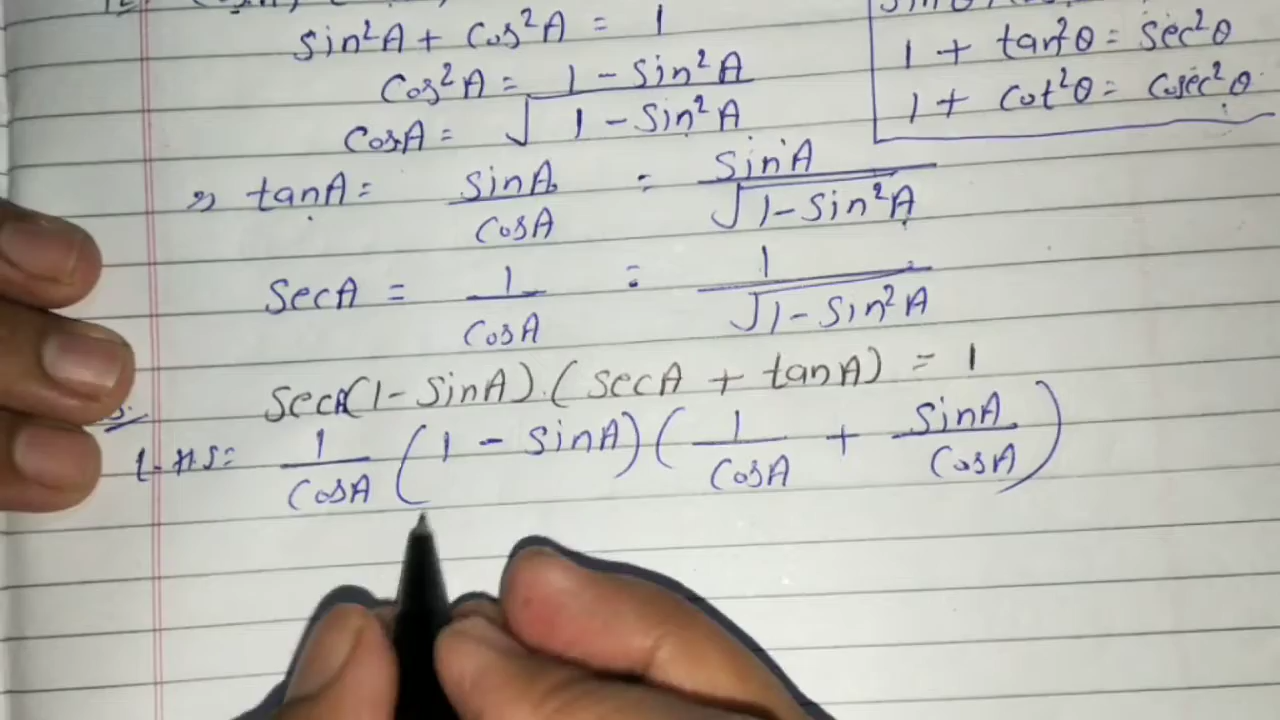 sin²A + cos²A = 1
cos²A = 1 - sin²A
cosA = √1 - sin²A
tanA = sinA/cosA = sinA/√1 - sin²A
secA = 1/cosA = 1/√1 - sin²A
secA(1 - sinA).(secA + tanA) = 1
L.H.S = 1/cosA (1 - sinA)(1/cosA + sinA/cosA)
1 + tan²θ = sec²θ
1 + cot²θ = cosec²θ